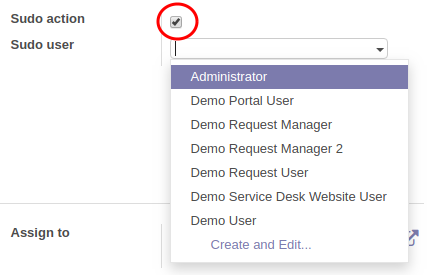 Sudo action
Sudo user
Administrator
Demo Portal User
Demo Request Manager
Demo Request Manager 2
Demo Request User
Demo Service Desk Website User
Demo User
Create and Edit...
Assign to